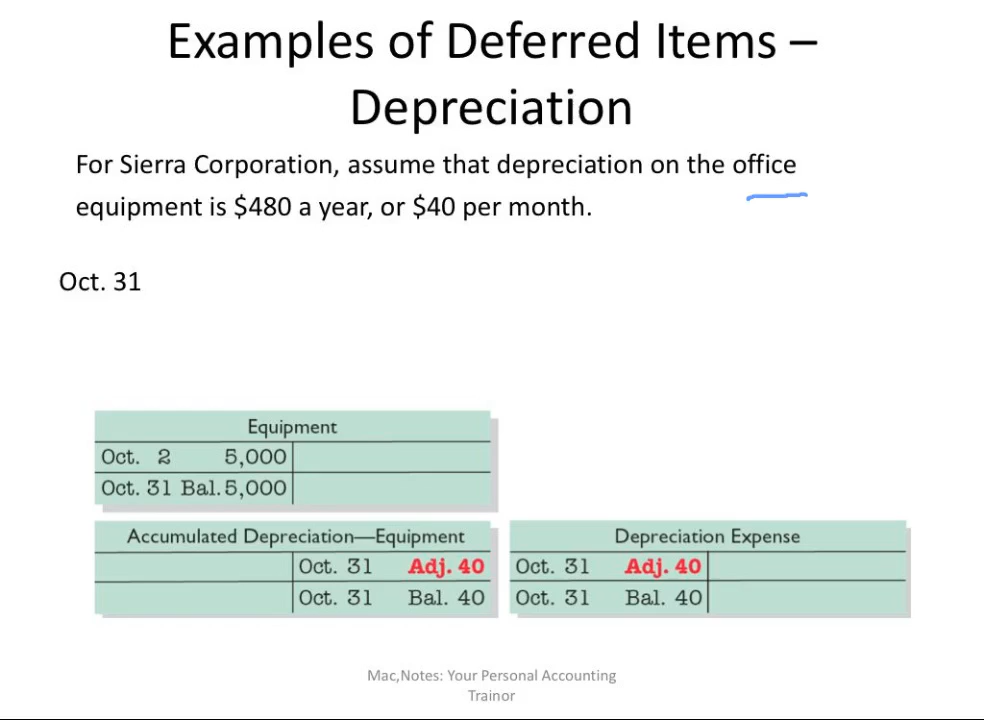 Examples of Deferred Items –
Depreciation
For Sierra Corporation, assume that depreciation on the office
equipment is $480 a year, or $40 per month.
Oct. 31
Equipment
Oct. 2 5,000
Oct. 31 Bal. 5,000
Accumulated Depreciation—Equipment
Oct. 31 Adj. 40
Oct. 31 Bal. 40
Depreciation Expense
Oct. 31 Adj. 40
Oct. 31 Bal. 40
Mac,Notes: Your Personal Accounting
Trainor